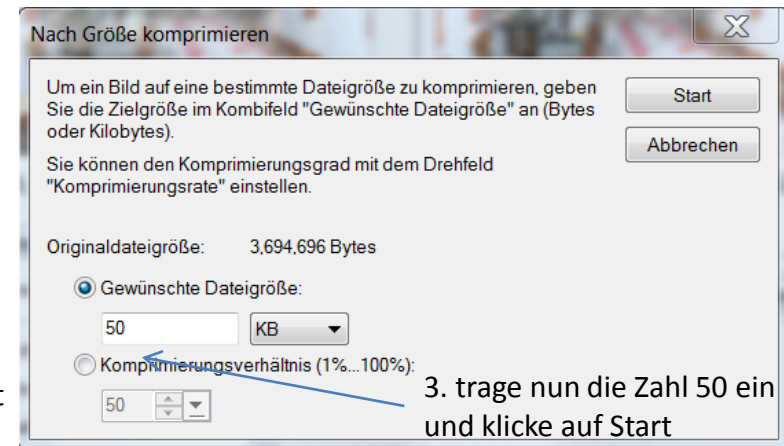 Nach Größe komprimieren
Um ein Bild auf eine bestimmte Dateigröße zu komprimieren, geben
Sie die Zielgröße im Kombifeld "Gewünschte Dateigröße" an (Bytes
oder Kilobytes).
Sie können den Komprimierungsgrad mit dem Drehfeld
"Komprimierungsrate" einstellen.
Start
Abbrechen
Originaldateigröße: 3,694,696 Bytes
Gewünschte Dateigröße:
50 KB
Komprimierungsverhältnis (1%...100%):
50
3. trage nun die Zahl 50 ein
und klicke auf Start
t